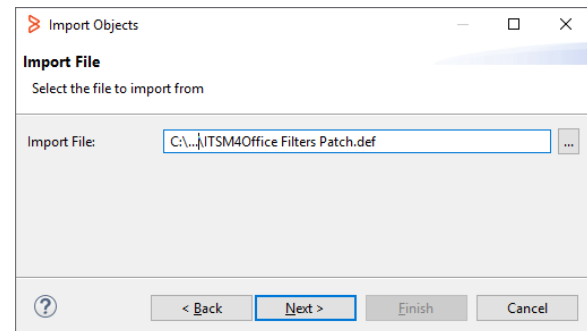 Import Objects
Import File
Select the file to import from
Import File:
C:\...\ITSM4Office Filters Patch.def
...
?
< Back
Next >
Finish
Cancel